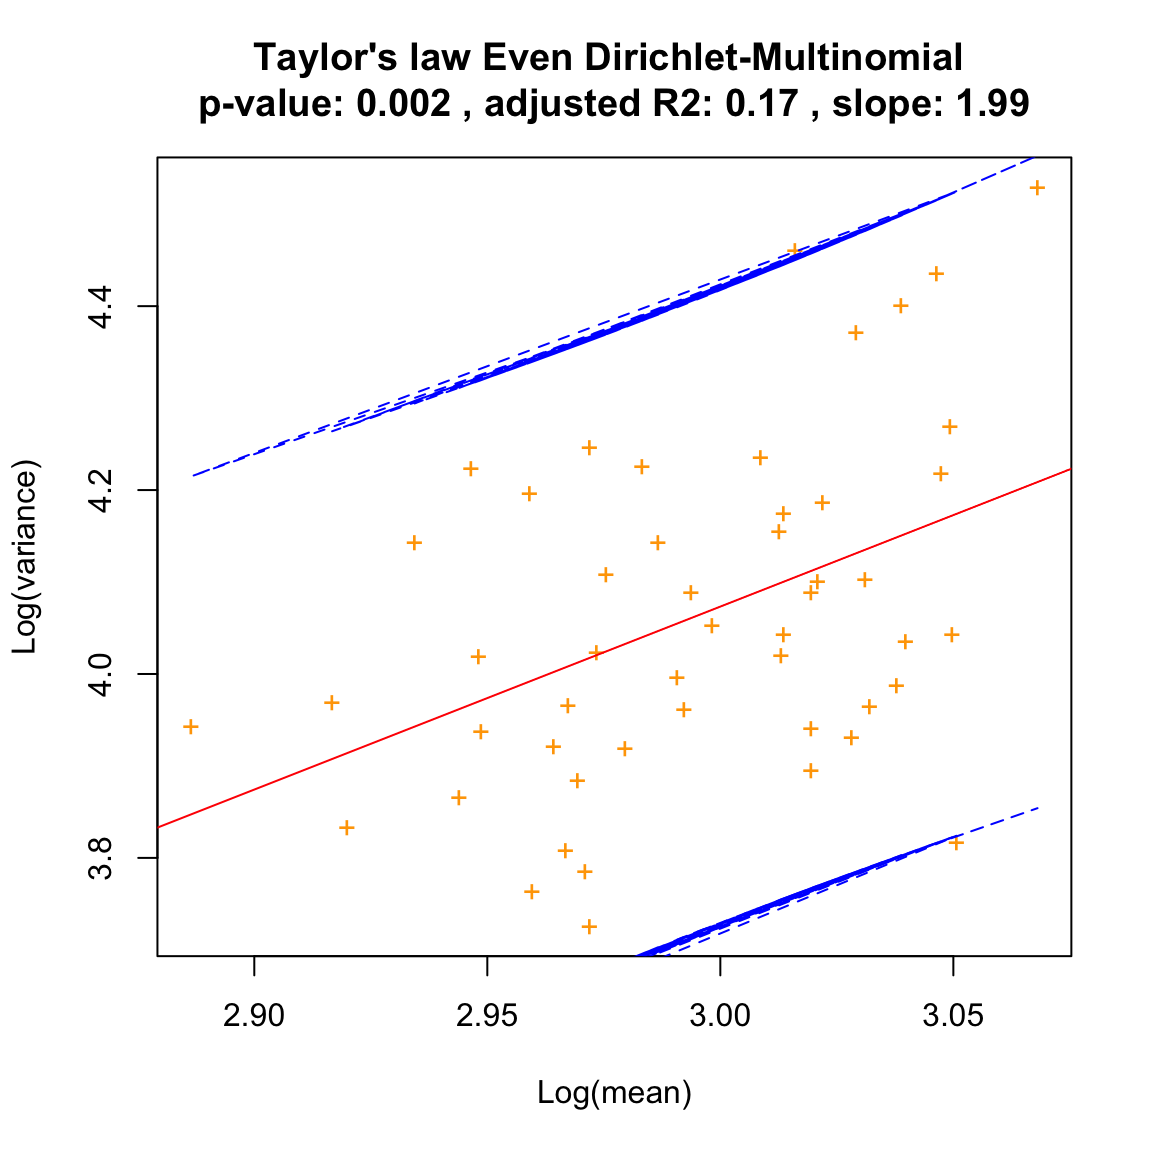 Taylor's law Even Dirichlet-Multinomial
p-value: 0.002 , adjusted R2: 0.17 , slope: 1.99
Log(variance)
4.4
4.2
4.0
3.8
2.90 2.95 3.00 3.05
Log(mean)